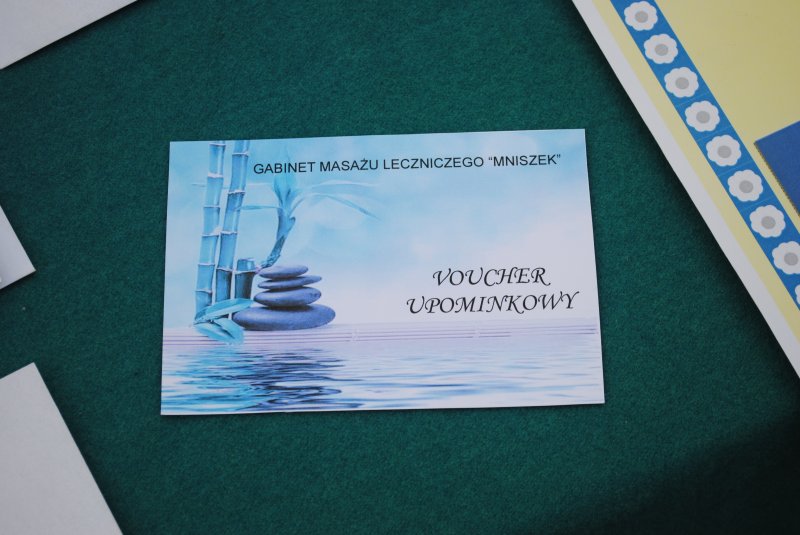 GABINET MASAŻU LECZNICZEGO "MNISZEK"
VOUCHER
UPOMINKOWY